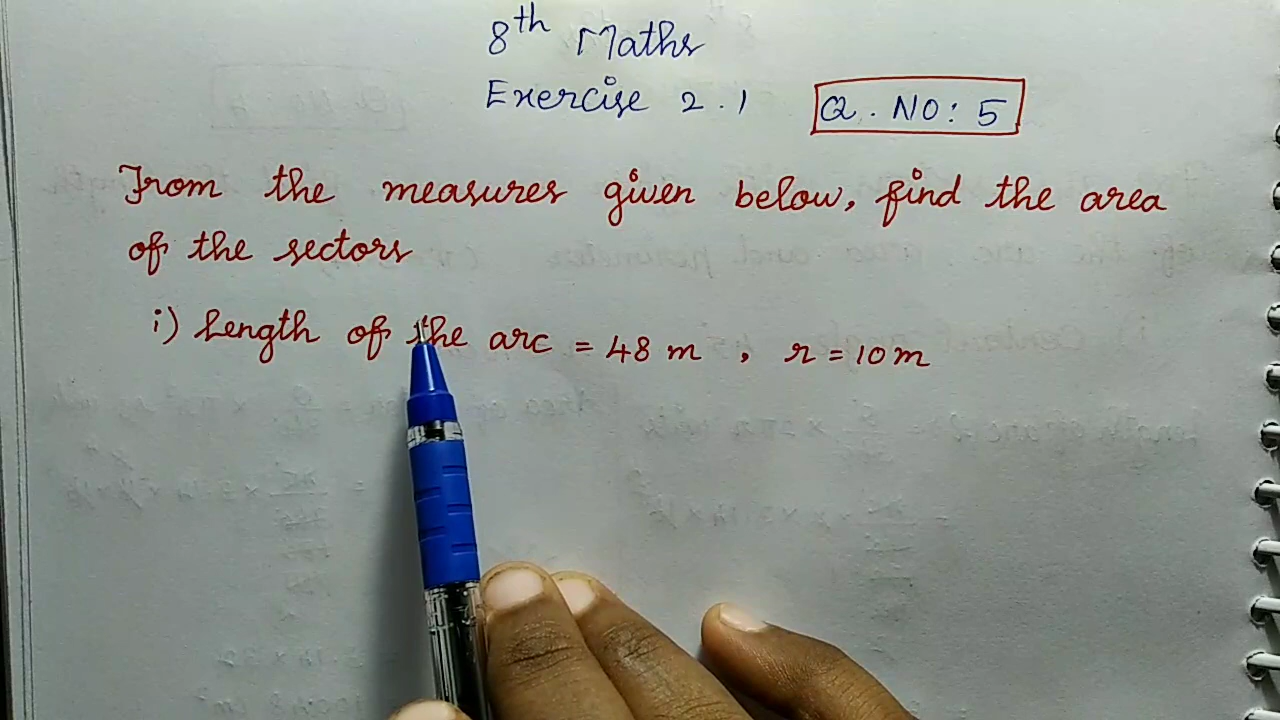 8th Maths
Exercise 2.1 Q. NO: 5
From the measures given below, find the area
of the sectors
i) length of the arc = 48 m , r = 10 m